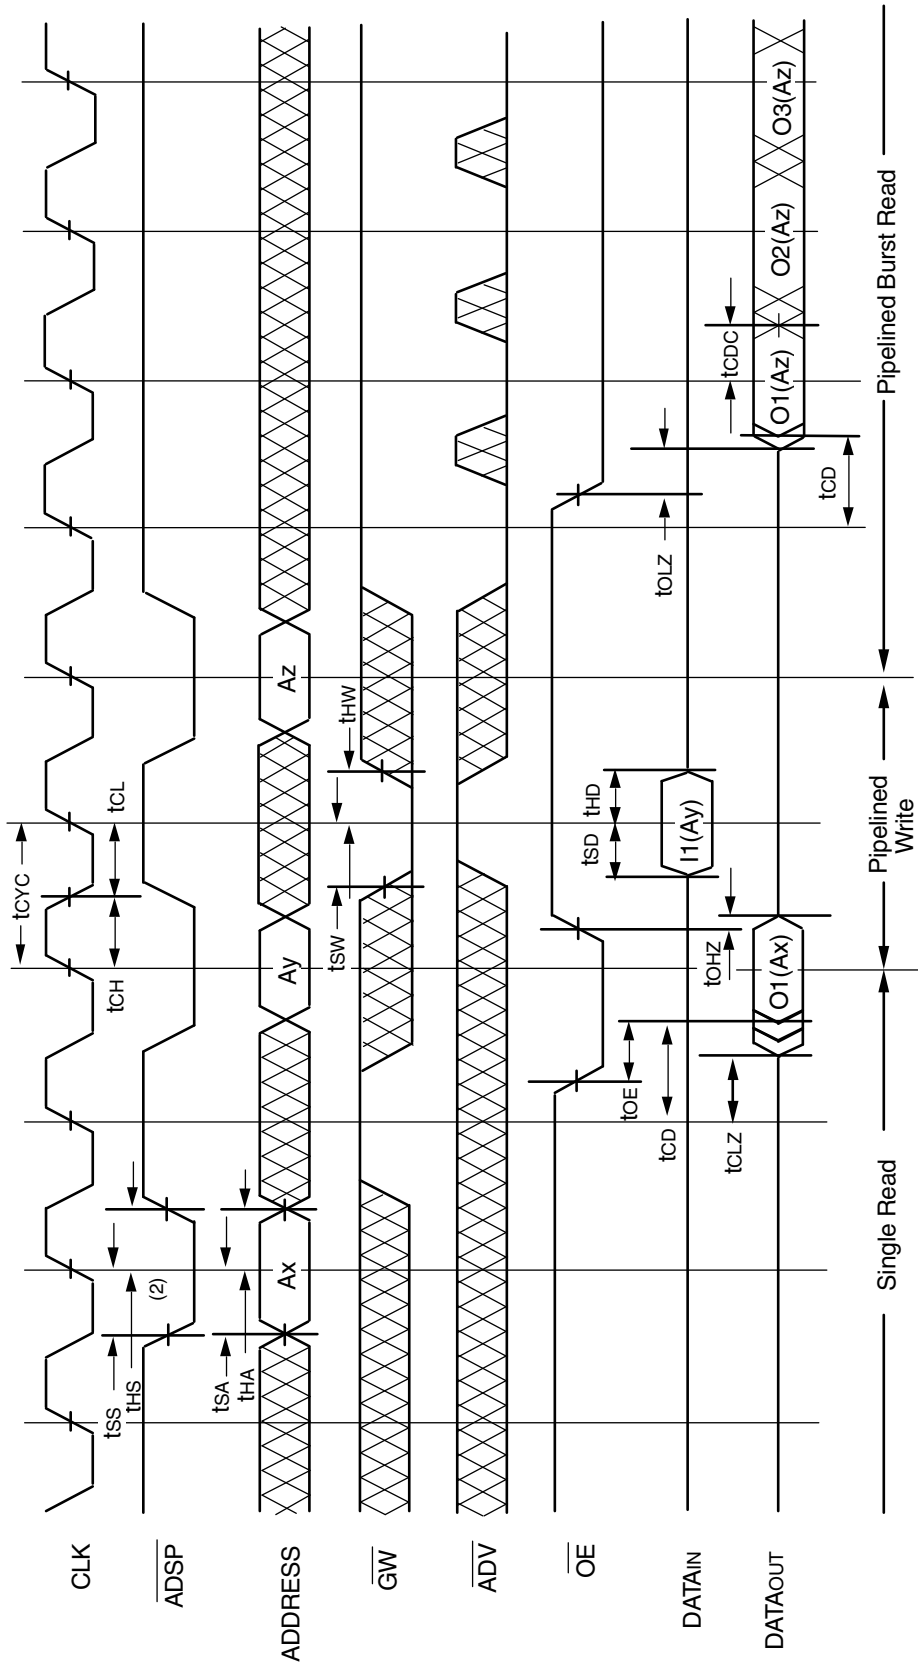 CLK
ADSP
ADDRESS
GW
ADV
OE
DATAIN
DATAOUT
tCYC
tCH
tCL
tSS
tHS
(2)
tSA
tHA
Ax
Ay
Az
tSW
tHW
tOE
tOHZ
tOLZ
tCD
tSD
tHD
I1(Ay)
tCLZ
O1(Ax)
tCD
tCDC
O1(Az)
O2(Az)
O3(Az)
Single Read
Pipelined
Write
Pipelined Burst Read